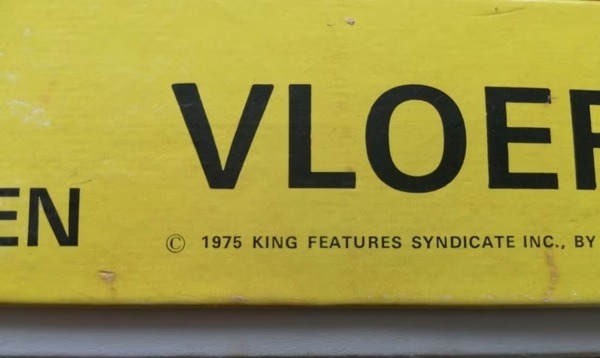 VLOER
EN
© 1975 KING FEATURES SYNDICATE INC., BY